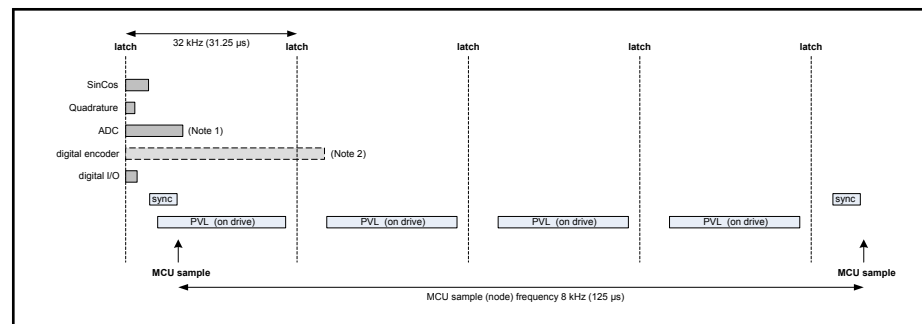 32 kHz (31.25 µs)
latch latch latch latch latch
SinCos
Quadrature
ADC (Note 1)
digital encoder (Note 2)
digital I/O
sync sync
PVL (on drive) PVL (on drive) PVL (on drive) PVL (on drive)
MCU sample MCU sample
MCU sample (node) frequency 8 kHz (125 µs)